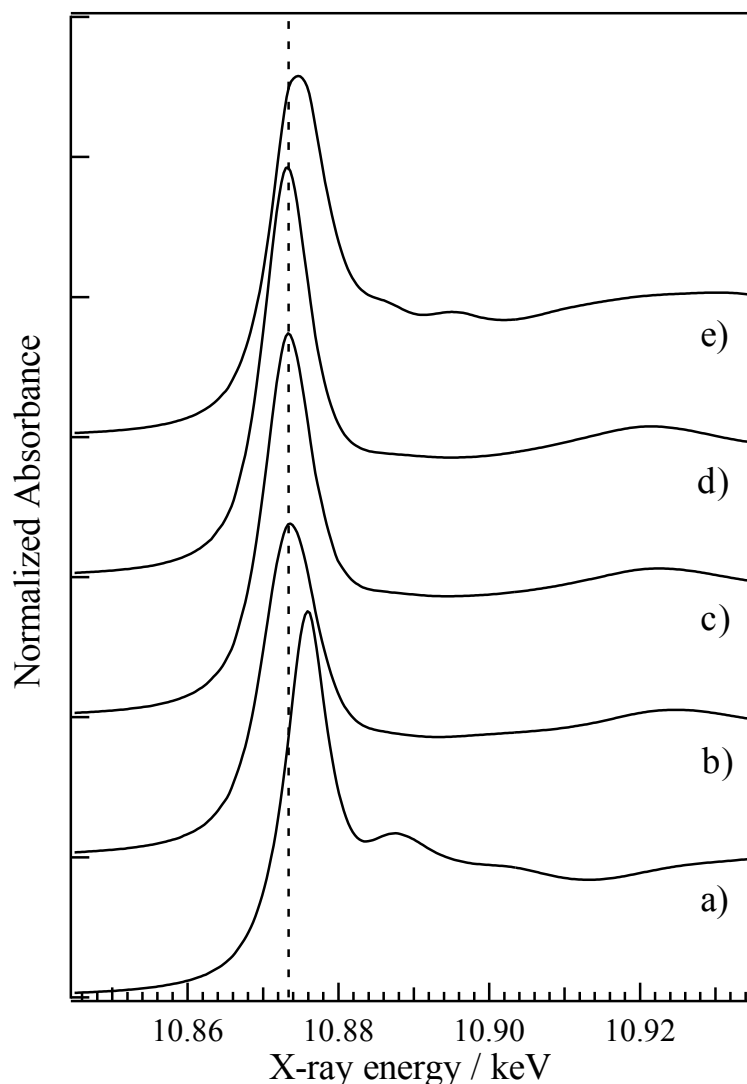 Normalized Absorbance
e)
d)
c)
b)
a)
10.86 10.88 10.90 10.92
X-ray energy / keV